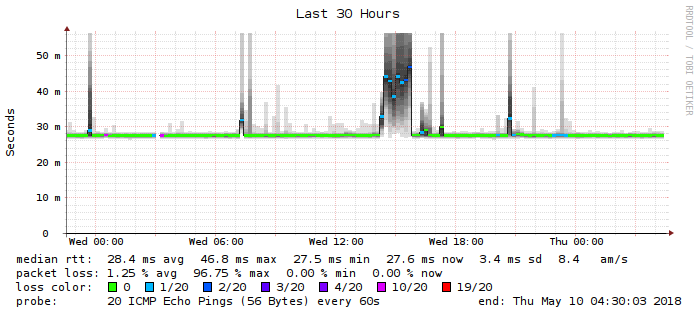 Last 30 Hours
RRDTOOL / TOBI OETIKER
Seconds
50 m
40 m
30 m
20 m
10 m
0
Wed 00:00 Wed 06:00 Wed 12:00 Wed 18:00 Thu 00:00
median rtt: 28.4 ms avg 46.8 ms max 27.5 ms min 27.6 ms now 3.4 ms sd 8.4 am/s
packet loss: 1.25 % avg 96.75 % max 0.00 % min 0.00 % now
loss color: 0 1/20 2/20 3/20 4/20 10/20 19/20
probe: 20 ICMP Echo Pings (56 Bytes) every 60s end: Thu May 10 04:30:03 2018